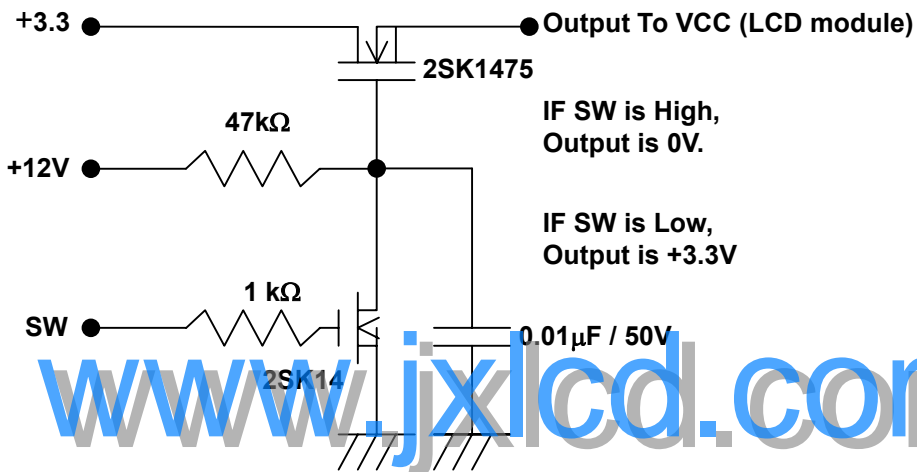 +3.3
Output To VCC (LCD module)
2SK1475
47kΩ
IF SW is High,
Output is 0V.
+12V
IF SW is Low,
Output is +3.3V
1 kΩ
SW
0.01μF / 50V
2SK14
www.jxlcd.com